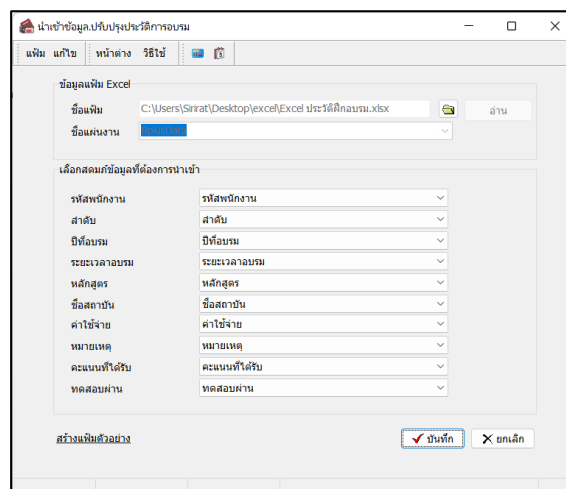 นำเข้าข้อมูล.ปรับปรุงประวัติการอบรม
แฟ้ม แก้ไข หน้าต่าง วิธีใช้
ข้อมูลแฟ้ม Excel
ชื่อแฟ้ม C:\Users\Sirirat\Desktop\excel\Excel ประวัติฝึกอบรม.xlsx อ่าน
ชื่อแผ่นงาน
เลือกสดมภ์ข้อมูลที่ต้องการนำเข้า
รหัสพนักงาน รหัสพนักงาน
ลำดับ ลำดับ
ปีที่อบรม ปีที่อบรม
ระยะเวลาอบรม ระยะเวลาอบรม
หลักสูตร หลักสูตร
ชื่อสถาบัน ชื่อสถาบัน
ค่าใช้จ่าย ค่าใช้จ่าย
หมายเหตุ หมายเหตุ
คะแนนที่ได้รับ คะแนนที่ได้รับ
ทดสอบผ่าน ทดสอบผ่าน
สร้างแฟ้มตัวอย่าง บันทึก ยกเลิก